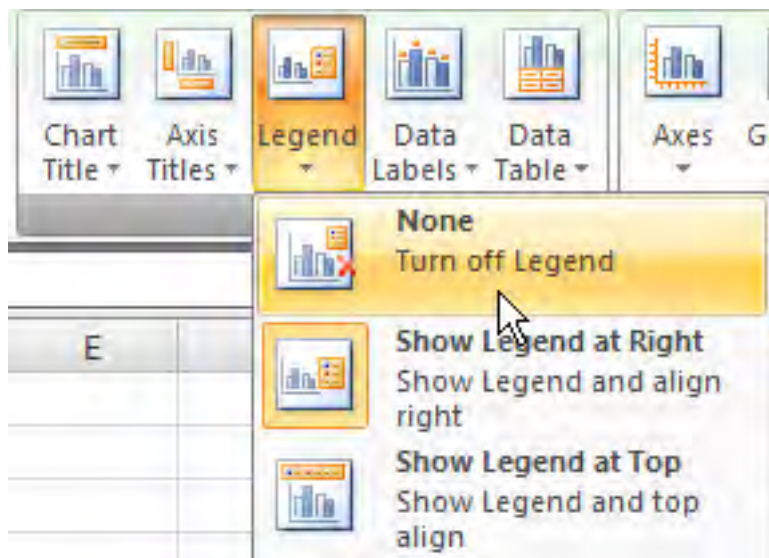 Chart Axis Legend Data Data Axes G
Title Titles Labels Table
None
Turn off Legend
E
Show Legend at Right
Show Legend and align
right
Show Legend at Top
Show Legend and top
align